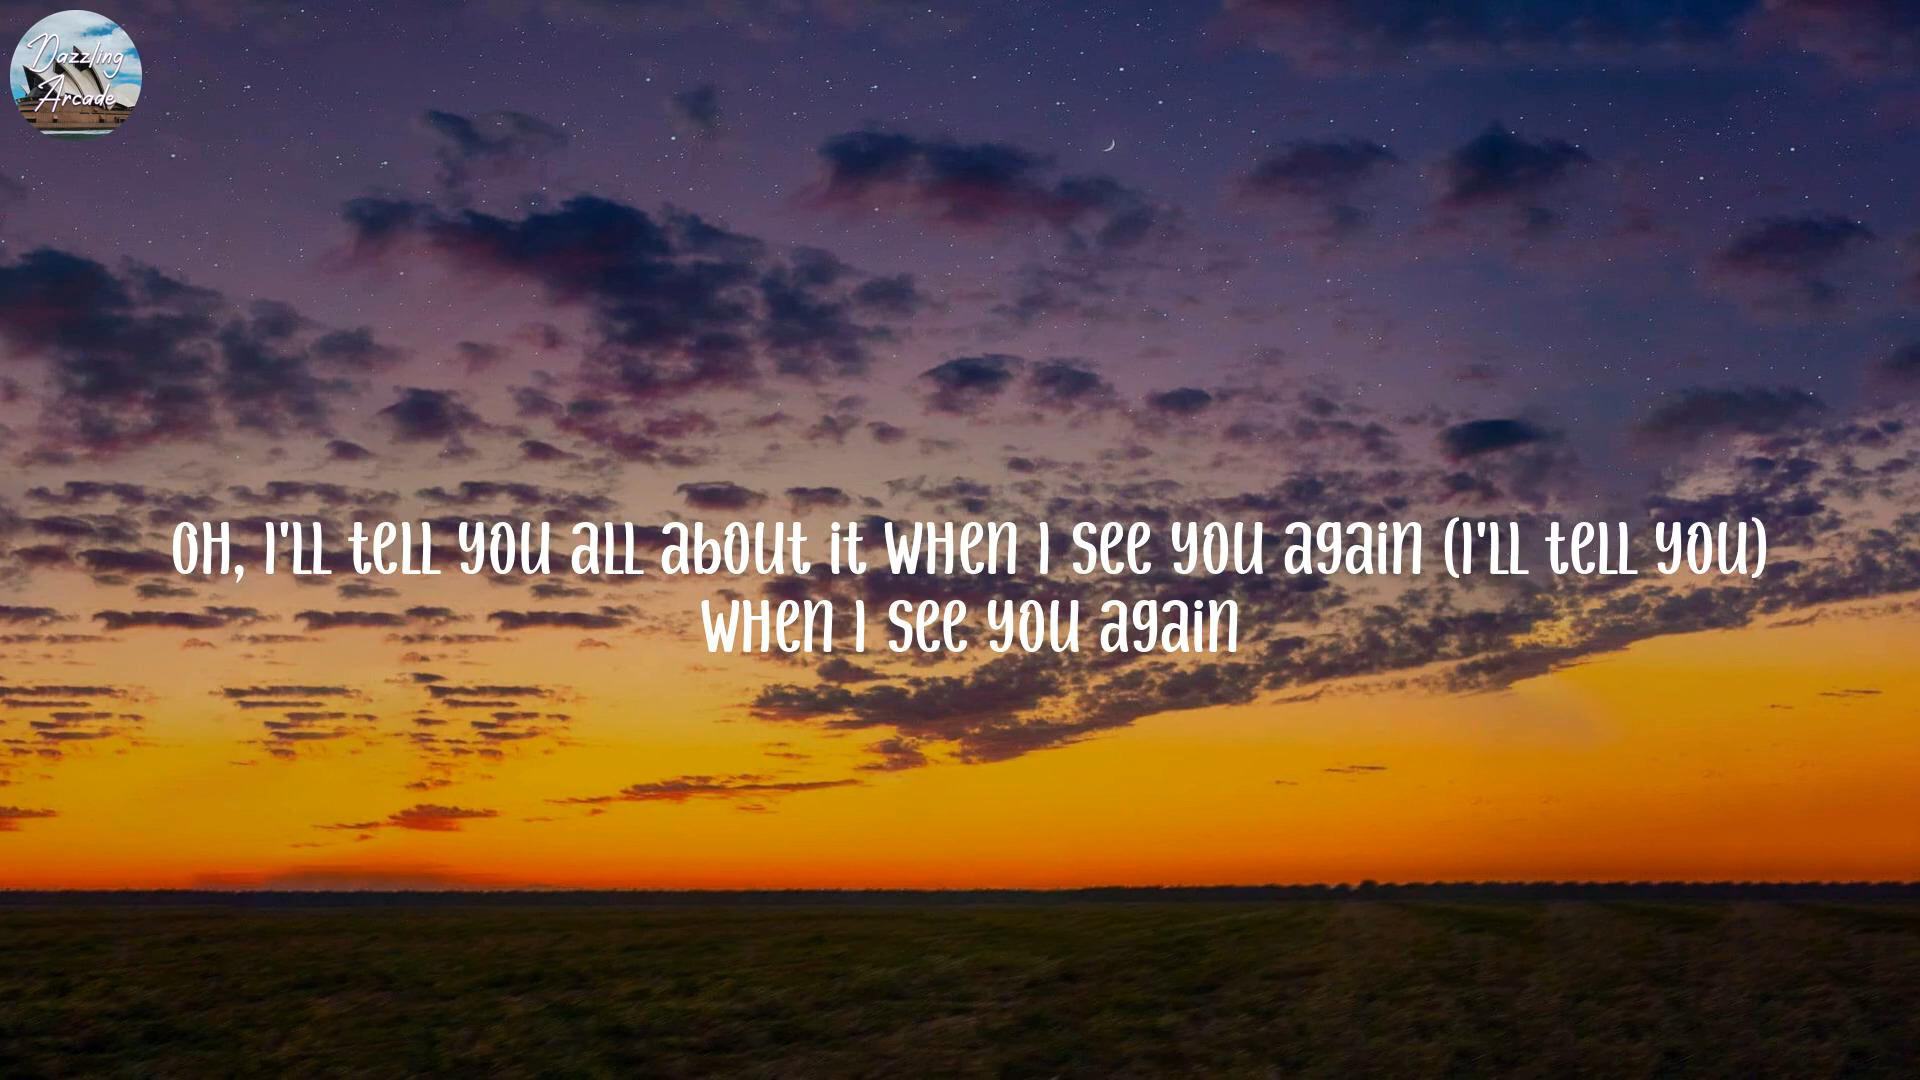 Dazzling
Arcade
OH, I'll tell you all about it when I see you again (I'll tell you)
when I see you again